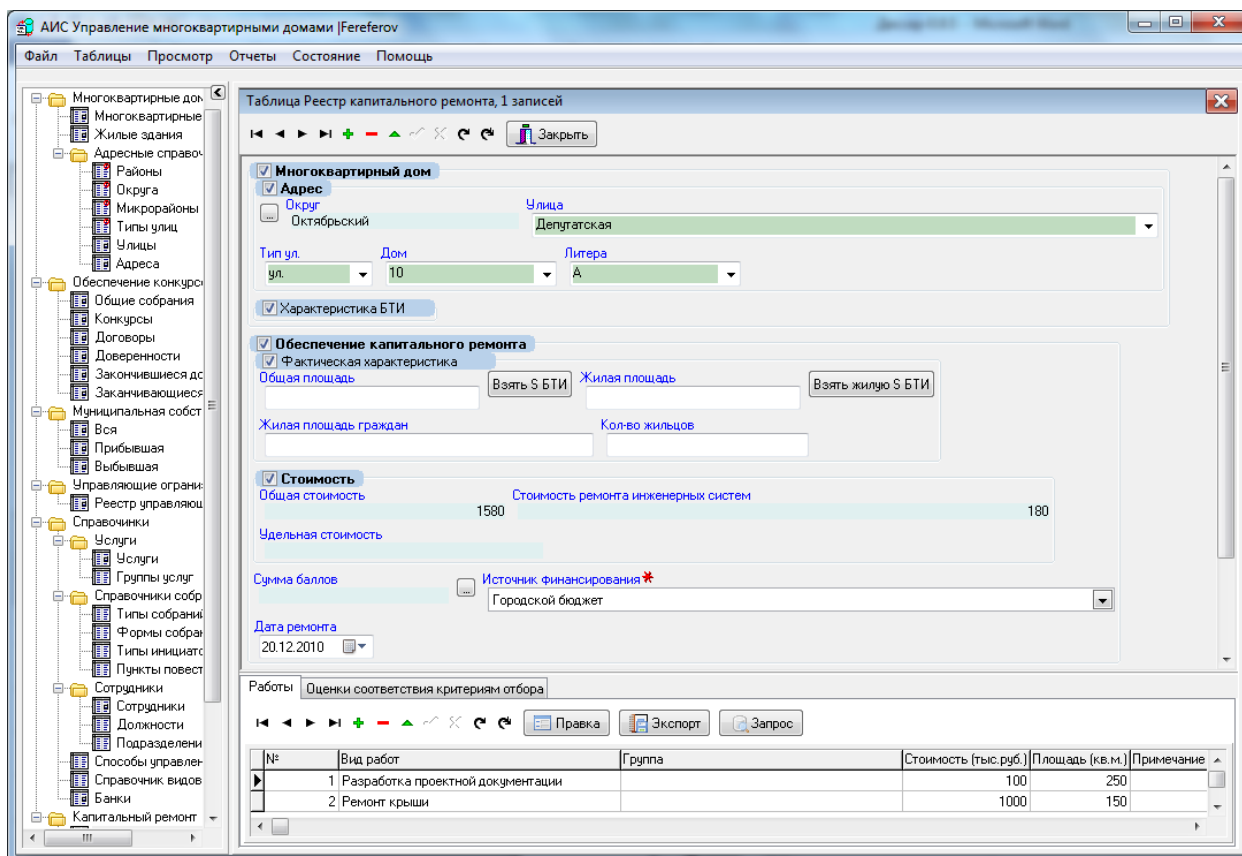 АИС Управление многоквартирными домами |Fereferov
Файл Таблицы Просмотр Отчеты Состояние Помощь
Многоквартирные дом
Многоквартирные
Жилые здания
Адресные справоч
Районы
Округа
Микрорайоны
Типы улиц
Улицы
Адреса
Обеспечение конкурс
Общие собрания
Конкурсы
Договоры
Доверенности
Закончившиеся дс
Заканчивающиеся
Муниципальная собст
Вся
Прибывшая
Выбывшая
Управляющие ограни
Реестр управляющ
Справочинки
Услуги
Услуги
Группы услуг
Справочники собр
Типы собраний
Формы собран
Типы инициатс
Пункты повест
Сотрудники
Сотрудники
Должности
Подразделени
Способы управлен
Справочник видов
Банки
Капитальный ремонт
Таблица Реестр капитального ремонта, 1 записей
Закрыть
Многоквартирный дом
Адрес
Округ Улица
... Октябрьский Депутатская
Тип ул. Дом Литера
ул. 10 А
Характеристика БТИ
Обеспечение капитального ремонта
Фактическая характеристика
Общая площадь Взять S БТИ Жилая площадь Взять жилую S БТИ
Жилая площадь граждан Кол-во жильцов
Стоимость
Общая стоимость Стоимость ремонта инженерных систем
1580 180
Удельная стоимость
Сумма баллов ... Источник финансирования*
Городской бюджет
Дата ремонта
20.12.2010
Работы Оценки соответствия критериям отбора
Правка Экспорт Запрос
№ Вид работ Группа Стоимость (тыс.руб.) Площадь (кв.м.) Примечание
1 Разработка проектной документации 100 250
2 Ремонт крыши 1000 150